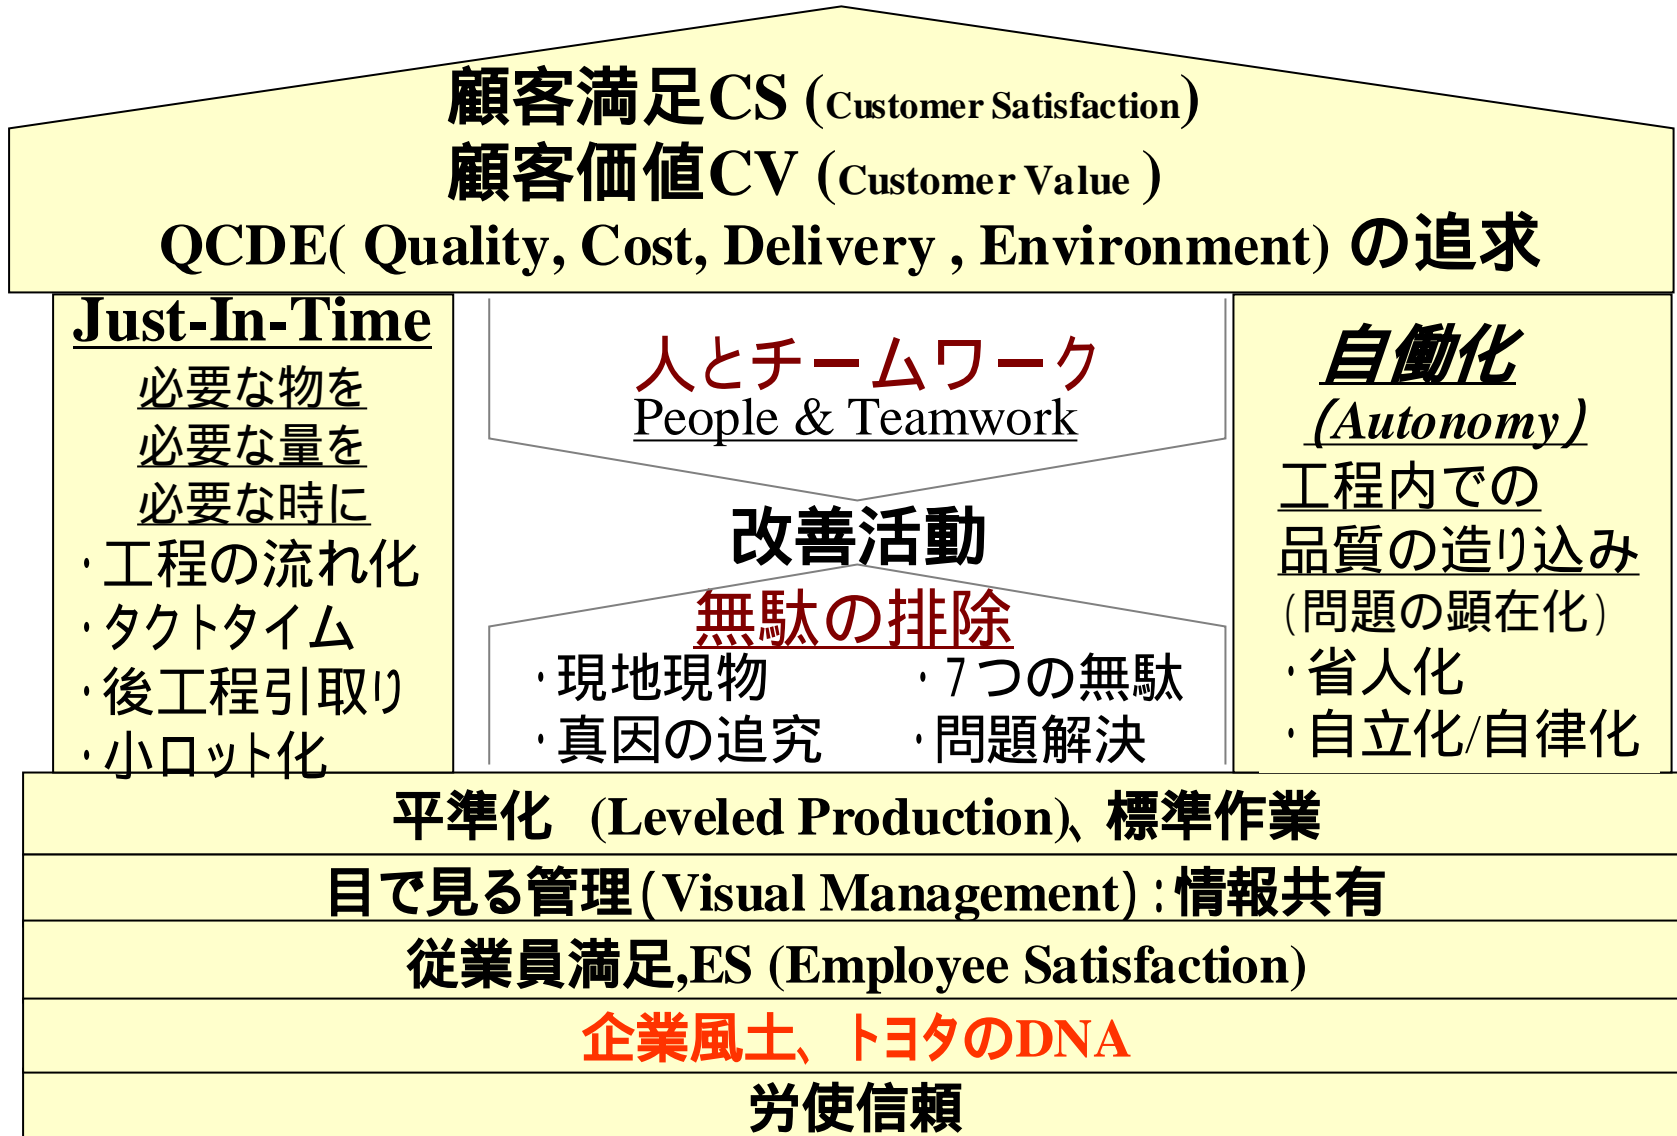 顧客満足CS (Customer Satisfaction)
顧客価値CV (Customer Value )
QCDE( Quality, Cost, Delivery , Environment) の追求
Just-In-Time
必要な物を
必要な量を
必要な時に
・工程の流れ化
・タクトタイム
・後工程引取り
・小ロット化
人とチームワーク
People & Teamwork
改善活動
無駄の排除
・現地現物 ・7つの無駄
・真因の追究 ・問題解決
自働化
(Autonomy)
工程内での
品質の造り込み
(問題の顕在化)
・省人化
・自立化/自律化
平準化 (Leveled Production)、標準作業
目で見る管理(Visual Management):情報共有
従業員満足,ES (Employee Satisfaction)
企業風土、トヨタのDNA
労使信頼